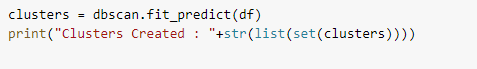 clusters = dbscan.fit_predict(df)
print("Clusters Created : "+str(list(set(clusters))))